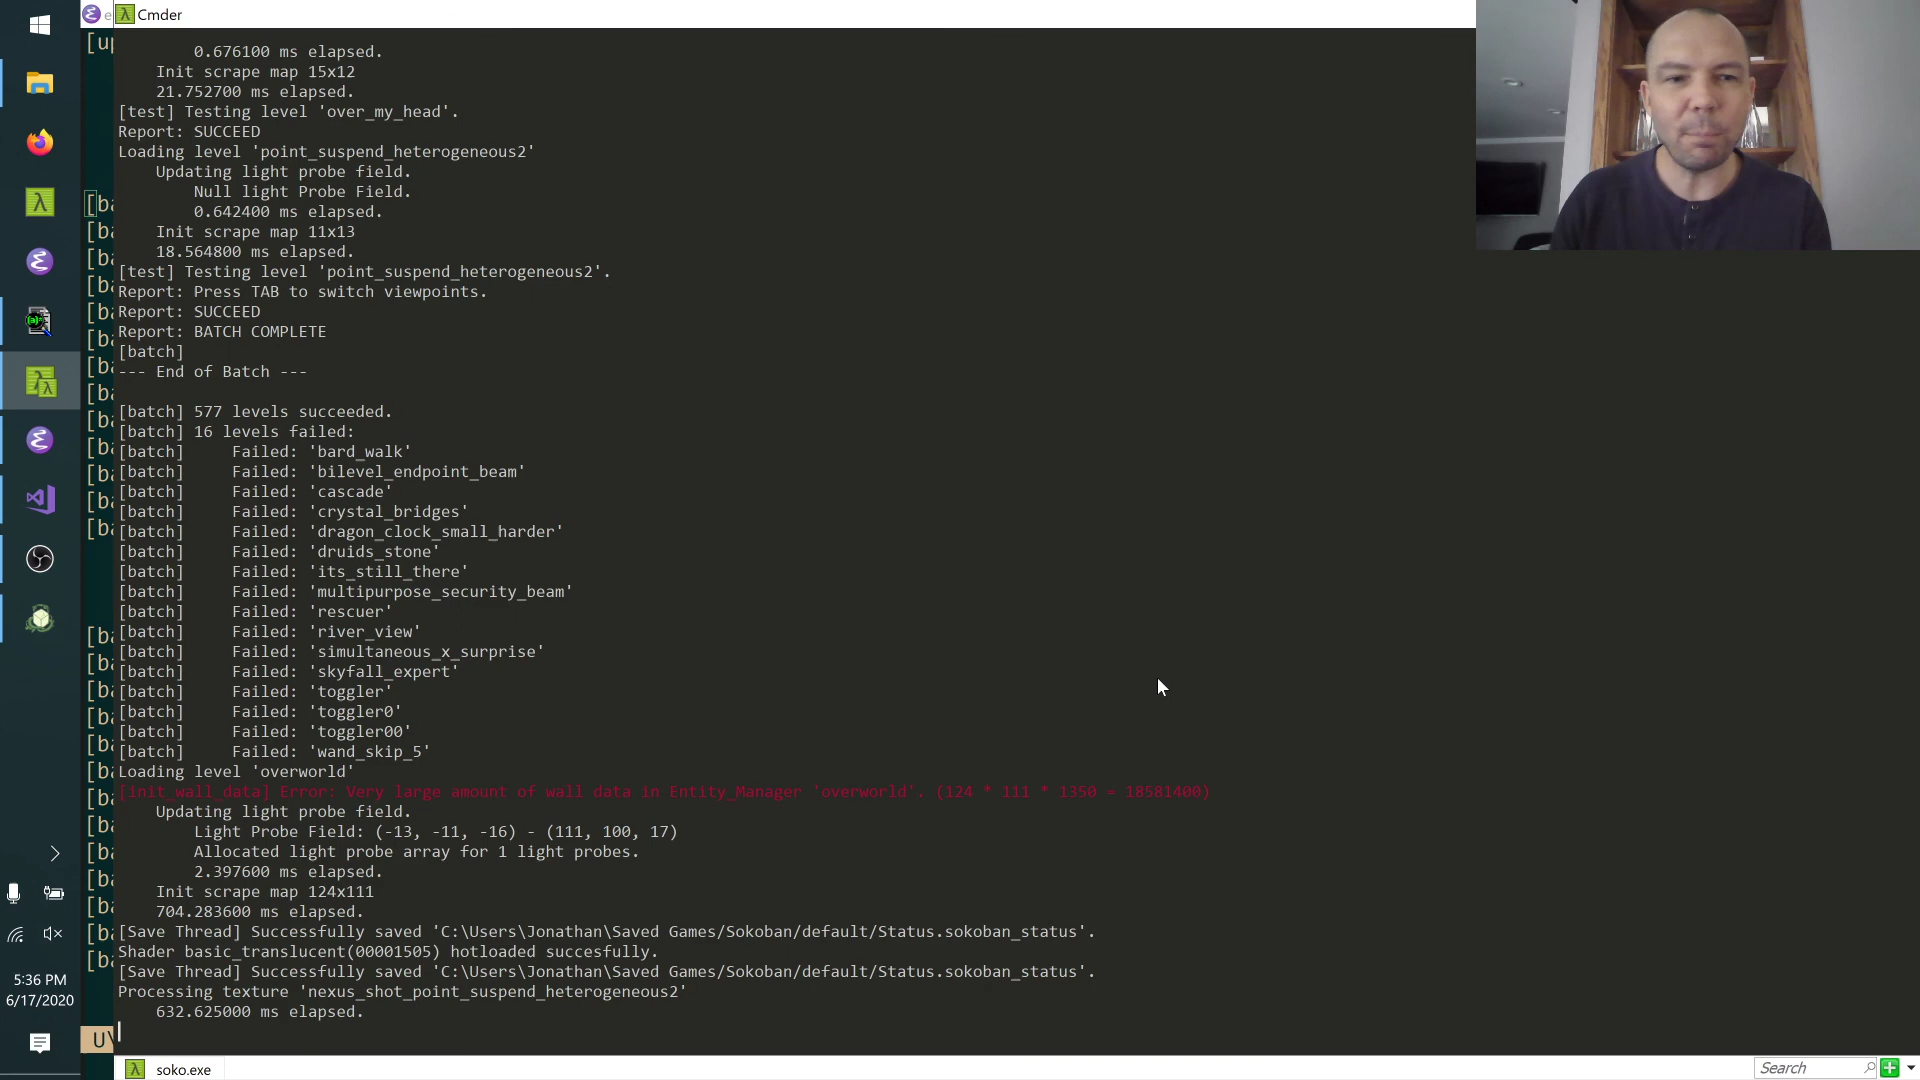 Cmder
0.676100 ms elapsed.
Init scrape map 15x12
21.752700 ms elapsed.
[test] Testing level 'over_my_head'.
Report: SUCCEED
Loading level 'point_suspend_heterogeneous2'
Updating light probe field.
Null light Probe Field.
0.642400 ms elapsed.
Init scrape map 11x13
18.564800 ms elapsed.
[test] Testing level 'point_suspend_heterogeneous2'.
Report: Press TAB to switch viewpoints.
Report: SUCCEED
Report: BATCH COMPLETE
[batch]
--- End of Batch ---
[batch] 577 levels succeeded.
[batch] 16 levels failed:
[batch]     Failed: 'bard_walk'
[batch]     Failed: 'bilevel_endpoint_beam'
[batch]     Failed: 'cascade'
[batch]     Failed: 'crystal_bridges'
[batch]     Failed: 'dragon_clock_small_harder'
[batch]     Failed: 'druids_stone'
[batch]     Failed: 'its_still_there'
[batch]     Failed: 'multipurpose_security_beam'
[batch]     Failed: 'rescuer'
[batch]     Failed: 'river_view'
[batch]     Failed: 'simultaneous_x_surprise'
[batch]     Failed: 'skyfall_expert'
[batch]     Failed: 'toggler'
[batch]     Failed: 'toggler0'
[batch]     Failed: 'toggler00'
[batch]     Failed: 'wand_skip_5'
Loading level 'overworld'
[init_wall_data] Error: Very large amount of wall data in Entity_Manager 'overworld'. (124 * 111 * 1350 = 18581400)
Updating light probe field.
Light Probe Field: (-13, -11, -16) - (111, 100, 17)
Allocated light probe array for 1 light probes.
2.397600 ms elapsed.
Init scrape map 124x111
704.283600 ms elapsed.
[Save Thread] Successfully saved 'C:\Users\Jonathan\Saved Games/Sokoban/default/Status.sokoban_status'.
Shader basic_translucent(00001505) hotloaded succesfully.
[Save Thread] Successfully saved 'C:\Users\Jonathan\Saved Games/Sokoban/default/Status.sokoban_status'.
Processing texture 'nexus_shot_point_suspend_heterogeneous2'
632.625000 ms elapsed.
5:36 PM
6/17/2020
soko.exe
Search